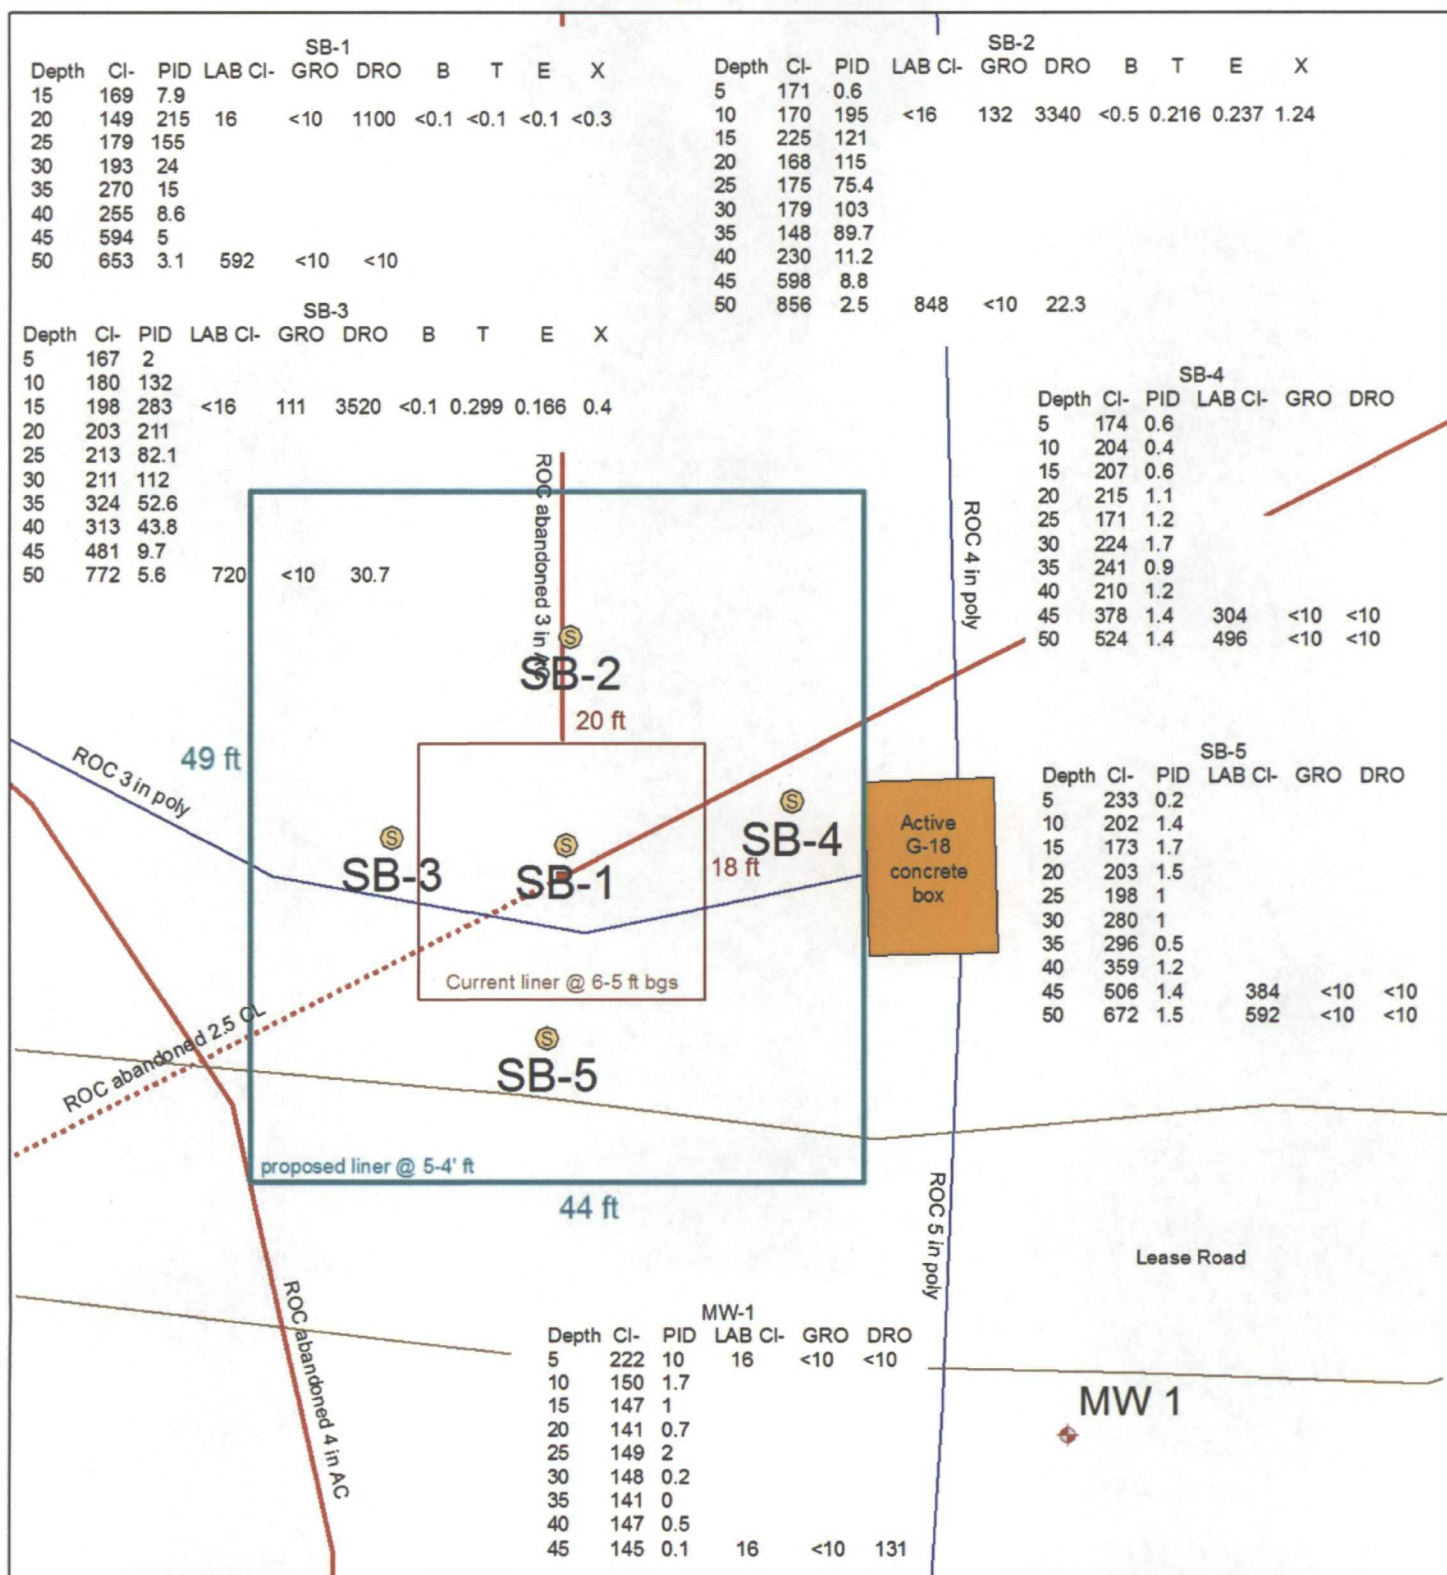 SB-1
Depth Cl- PID LAB Cl- GRO DRO B T E X
15 169 7.9
20 149 215 16 <10 1100 <0.1 <0.1 <0.1 <0.3
25 179 155
30 193 24
35 270 15
40 255 8.6
45 594 5
50 653 3.1 592 <10 <10
SB-2
Depth Cl- PID LAB Cl- GRO DRO B T E X
5 171 0.6
10 170 195 <16 132 3340 <0.5 0.216 0.237 1.24
15 225 121
20 168 115
25 175 75.4
30 179 103
35 148 89.7
40 230 11.2
45 598 8.8
50 856 2.5 848 <10 22.3
SB-3
Depth Cl- PID LAB Cl- GRO DRO B T E X
5 167 2
10 180 132
15 198 283 <16 111 3520 <0.1 0.299 0.166 0.4
20 203 211
25 213 82.1
30 211 112
35 324 52.6
40 313 43.8
45 481 9.7
50 772 5.6 720 <10 30.7
SB-4
Depth Cl- PID LAB Cl- GRO DRO
5 174 0.6
10 204 0.4
15 207 0.6
20 215 1.1
25 171 1.2
30 224 1.7
35 241 0.9
40 210 1.2
45 378 1.4 304 <10 <10
50 524 1.4 496 <10 <10
ROC abandoned 3 in AC
ROC 4 in poly
SB-2
20 ft
49 ft
ROC 3 in poly
SB-3
SB-1
SB-4
18 ft
Active
G-18
concrete
box
Current liner @ 6-5 ft bgs
SB-5
Depth Cl- PID LAB Cl- GRO DRO
5 233 0.2
10 202 1.4
15 173 1.7
20 203 1.5
25 198 1
30 280 1
35 296 0.5
40 359 1.2
45 506 1.4 384 <10 <10
50 672 1.5 592 <10 <10
ROC abandoned 2.5 CL
SB-5
proposed liner @ 5-4' ft
44 ft
ROC 5 in poly
Lease Road
ROC abandoned 4 in AC
MW-1
Depth Cl- PID LAB Cl- GRO DRO
5 222 10 16 <10 <10
10 150 1.7
15 147 1
20 141 0.7
25 149 2
30 148 0.2
35 141 0
40 147 0.5
45 145 0.1 16 <10 131
MW 1